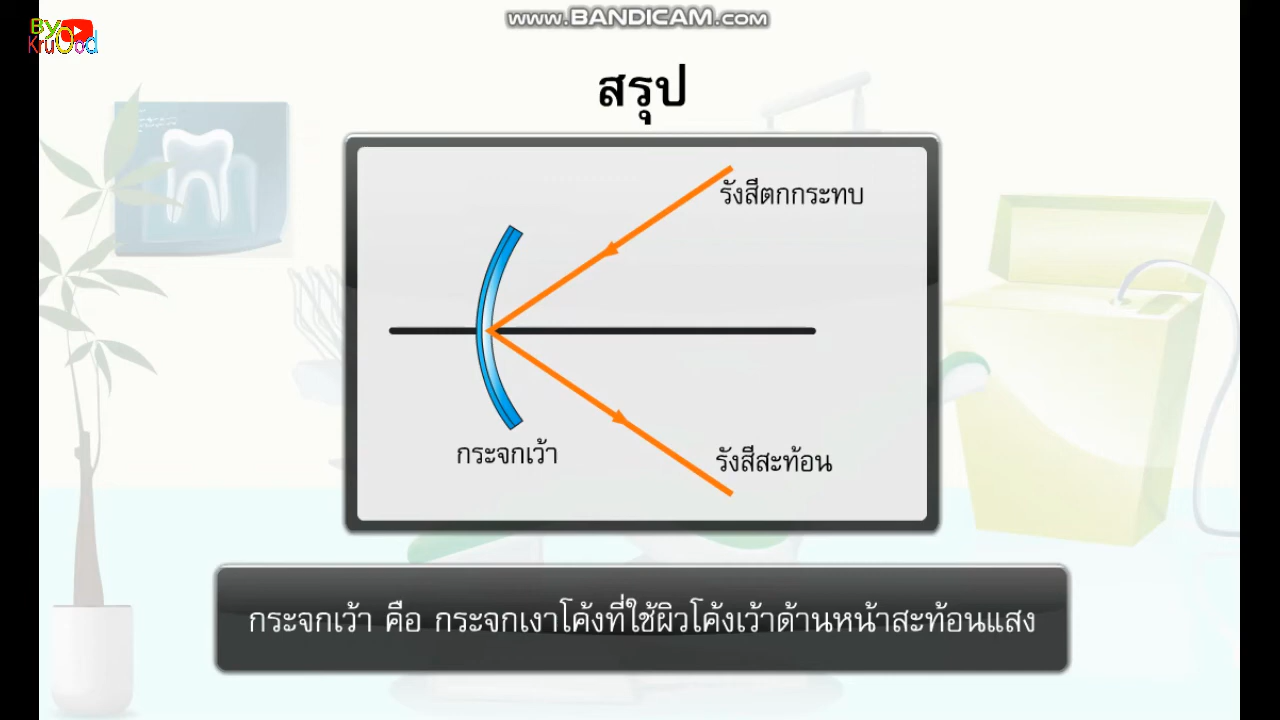 www.BANDICAM.com
By
KruOod
สรุป
รังสีตกกระทบ
กระจกเว้า
รังสีสะท้อน
กระจกเว้า คือ กระจกเงาโค้งที่ใช้ผิวโค้งเว้าด้านหน้าสะท้อนแสง